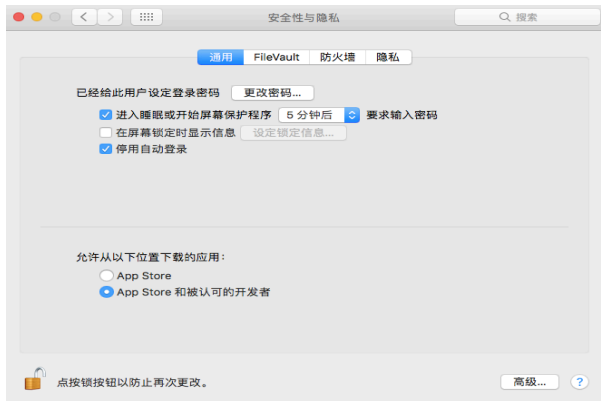 安全性与隐私
搜索
通用 FileVault 防火墙 隐私
已经给此用户设定登录密码 更改密码...
进入睡眠或开始屏幕保护程序 5 分钟后 要求输入密码
在屏幕锁定时显示信息 设定锁定信息...
停用自动登录
允许从以下位置下载的应用：
App Store
App Store 和被认可的开发者
点按锁按钮以防止再次更改。
高级... ?